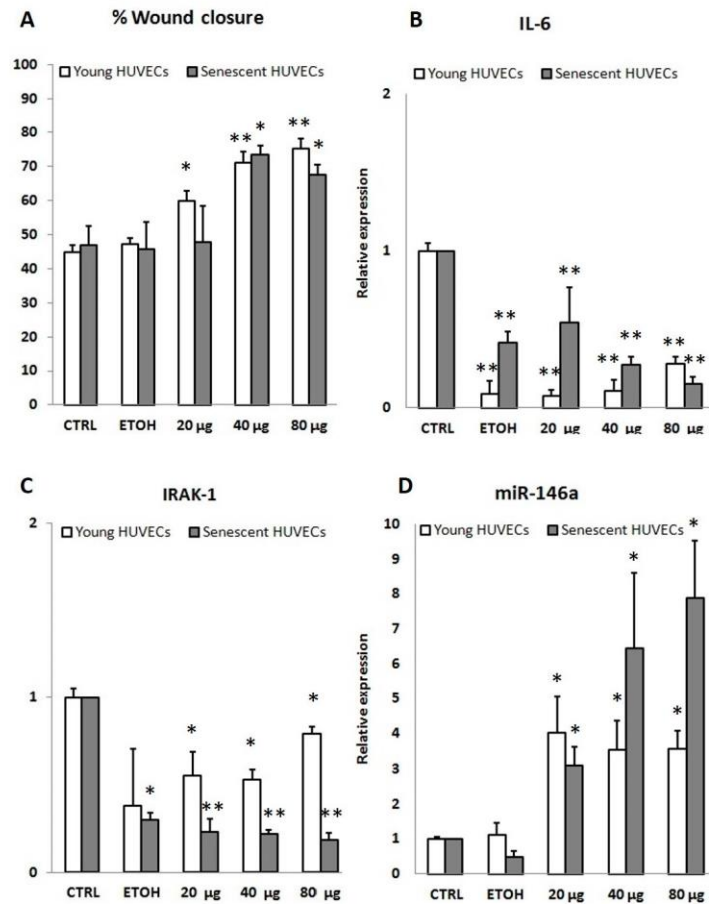 A
% Wound closure
Young HUVECs Senescent HUVECs
100
90
80
70
60
50
40
30
20
10
0
* ** * ** *
CTRL ETOH 20 µg 40 µg 80 µg
B
IL-6
Young HUVECs Senescent HUVECs
Relative expression
2
1
0
** ** ** ** ** ** ** **
CTRL ETOH 20 µg 40 µg 80 µg
C
IRAK-1
Young HUVECs Senescent HUVECs
2
1
0
* * ** * ** * **
CTRL ETOH 20 µg 40 µg 80 µg
D
miR-146a
Young HUVECs Senescent HUVECs
Relative expression
10
9
8
7
6
5
4
3
2
1
0
* * * * * *
CTRL ETOH 20 µg 40 µg 80 µg